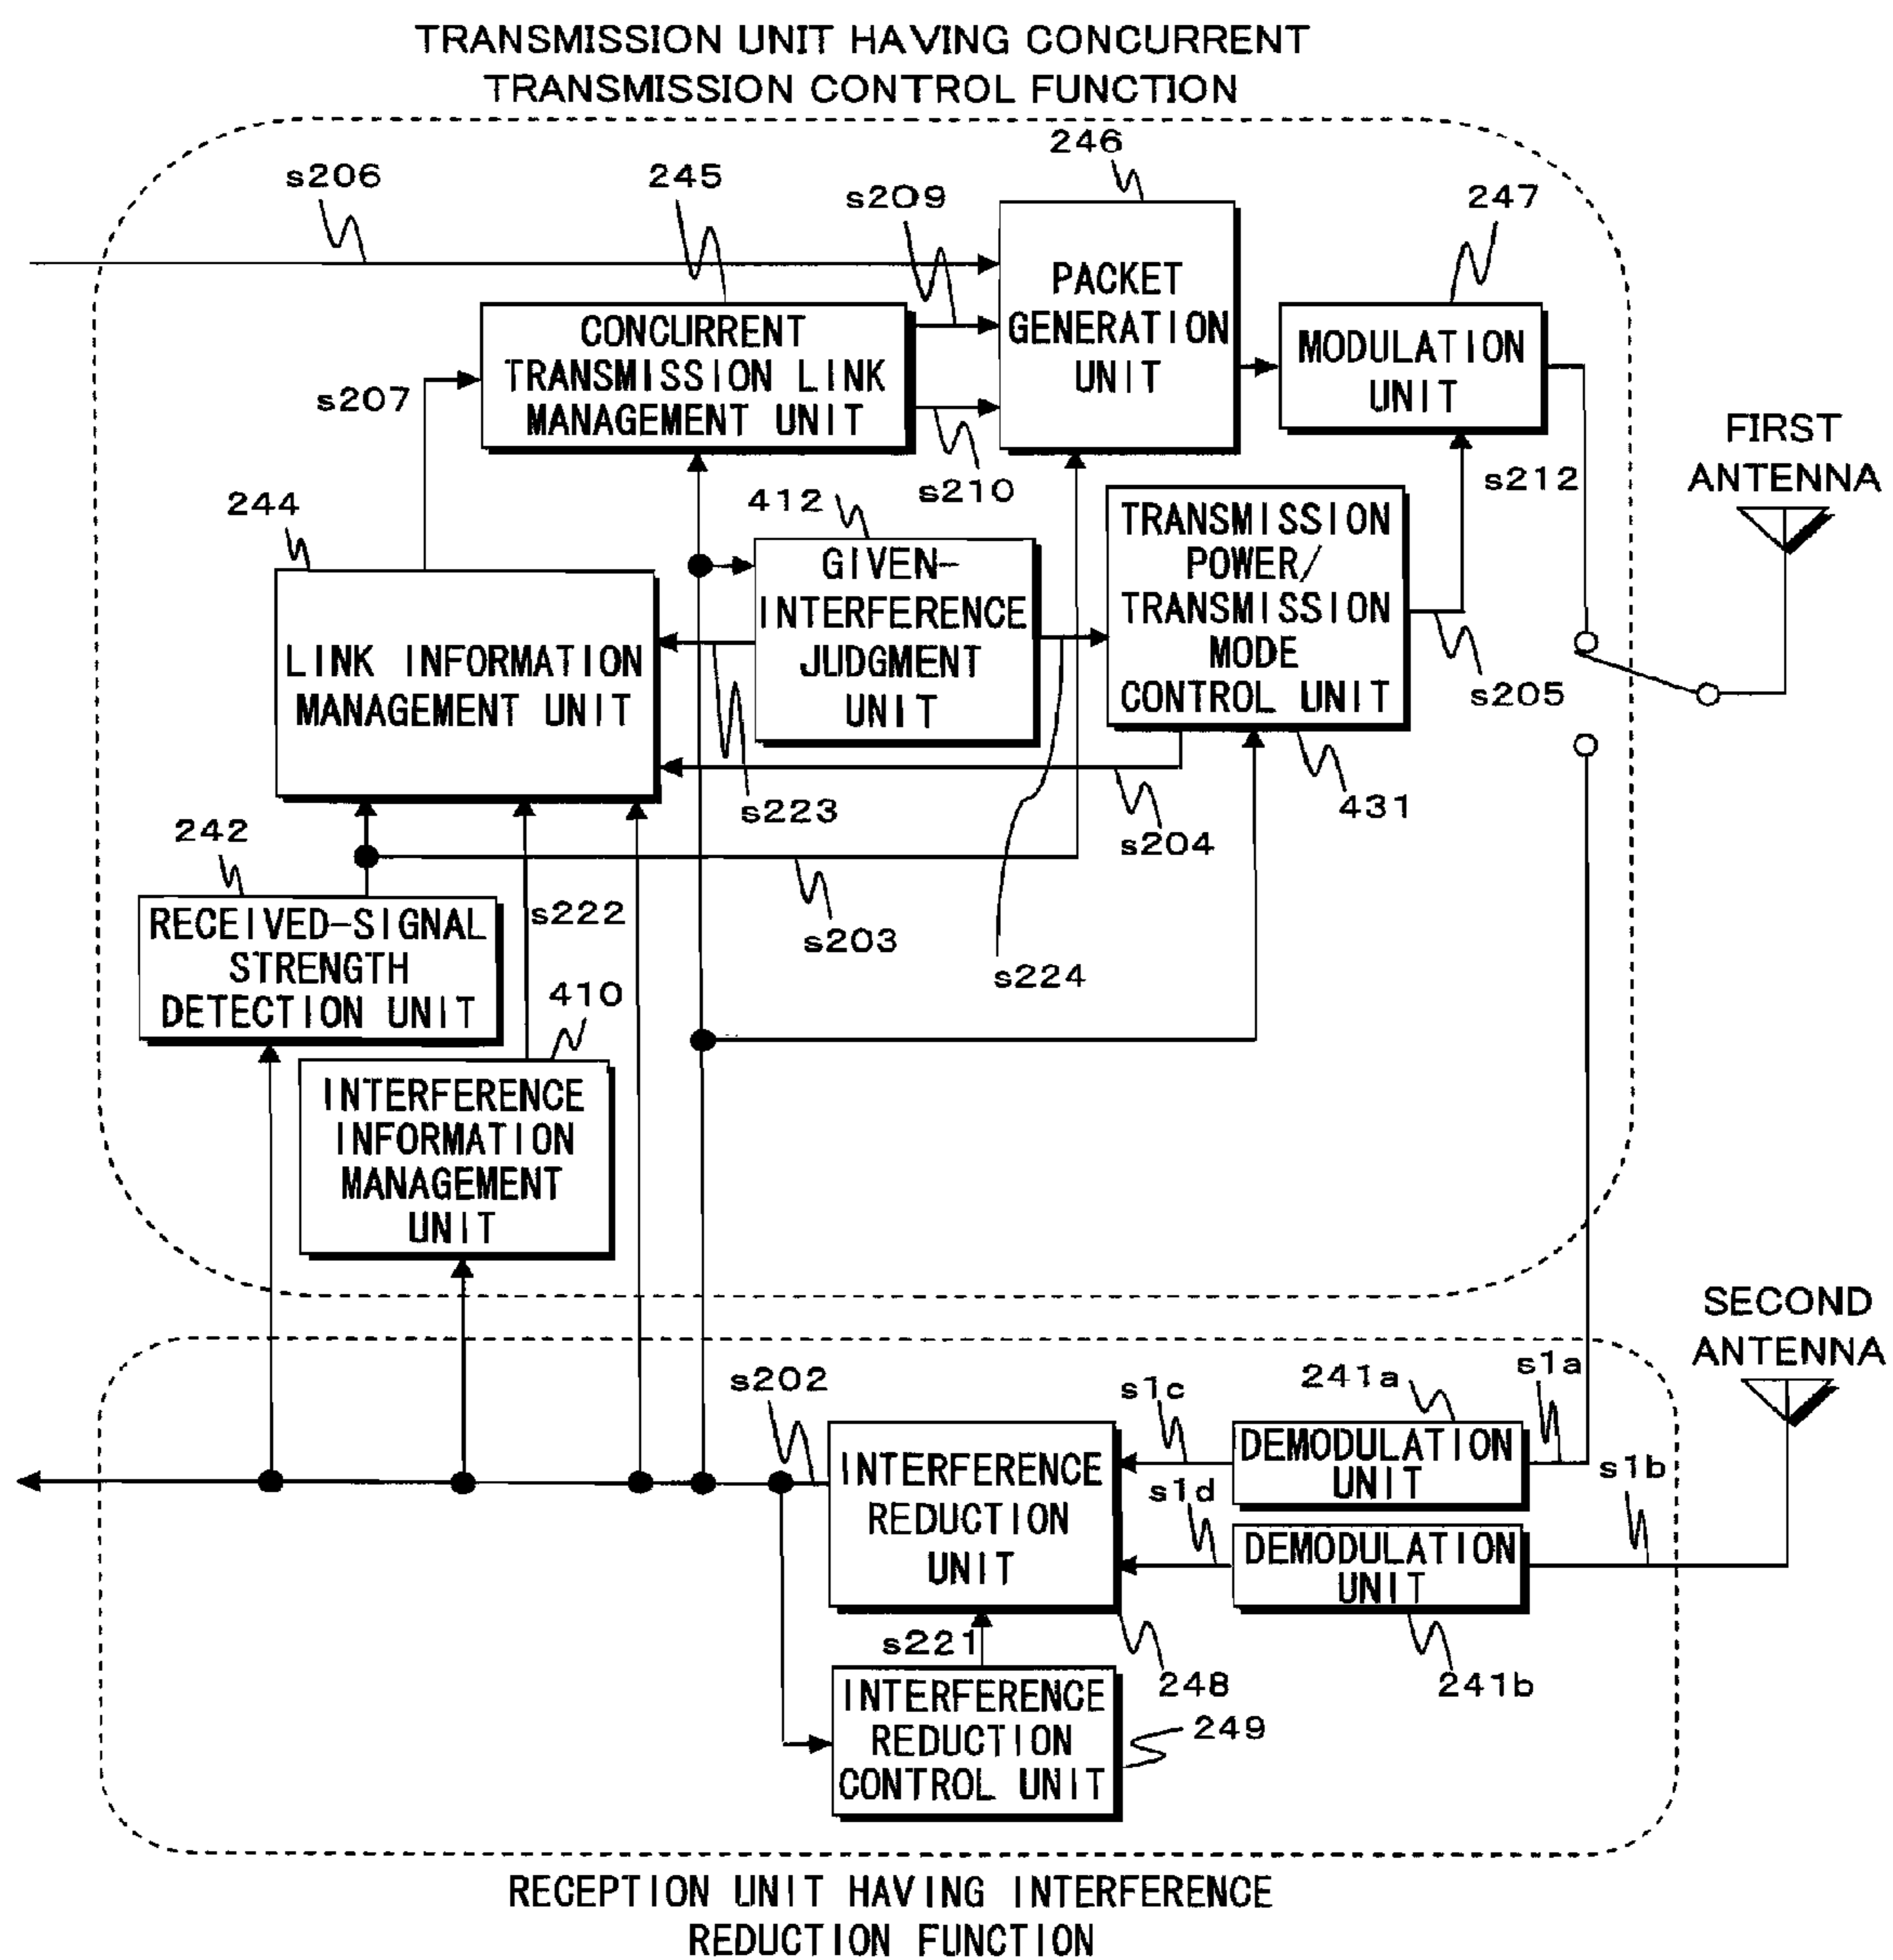 TRANSMISSION UNIT HAVING CONCURRENT
TRANSMISSION CONTROL FUNCTION
246
s206
245
s209
247
PACKET
GENERATION
UNIT
CONCURRENT
TRANSMISSION LINK
MANAGEMENT UNIT
MODULATION
UNIT
s207
FIRST
ANTENNA
s210
s212
244
412
TRANSMISSION
POWER/
TRANSMISSION
MODE
CONTROL UNIT
GIVEN-
INTERFERENCE
JUDGMENT
UNIT
LINK INFORMATION
MANAGEMENT UNIT
s205
s223
431
242
s204
RECEIVED-SIGNAL
STRENGTH
DETECTION UNIT
s222
s203
s224
410
INTERFERENCE
INFORMATION
MANAGEMENT
UNIT
SECOND
ANTENNA
s202
s1c
241a
s1a
INTERFERENCE
REDUCTION
UNIT
DEMODULATION
UNIT
s1b
s1d
DEMODULATION
UNIT
s221
248
241b
INTERFERENCE
REDUCTION
CONTROL UNIT
249
RECEPTION UNIT HAVING INTERFERENCE
REDUCTION FUNCTION